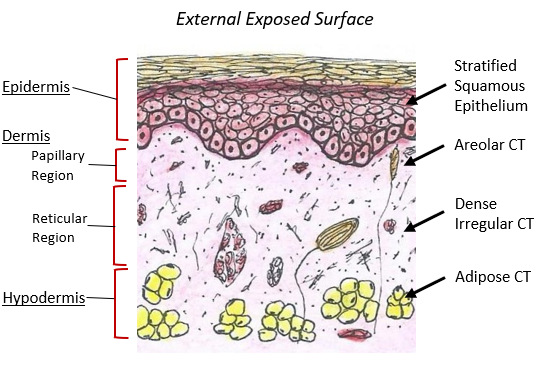 External Exposed Surface
Epidermis
Dermis
Papillary
Region
Reticular
Region
Hypodermis
Stratified
Squamous
Epithelium
Areolar CT
Dense
Irregular CT
Adipose CT